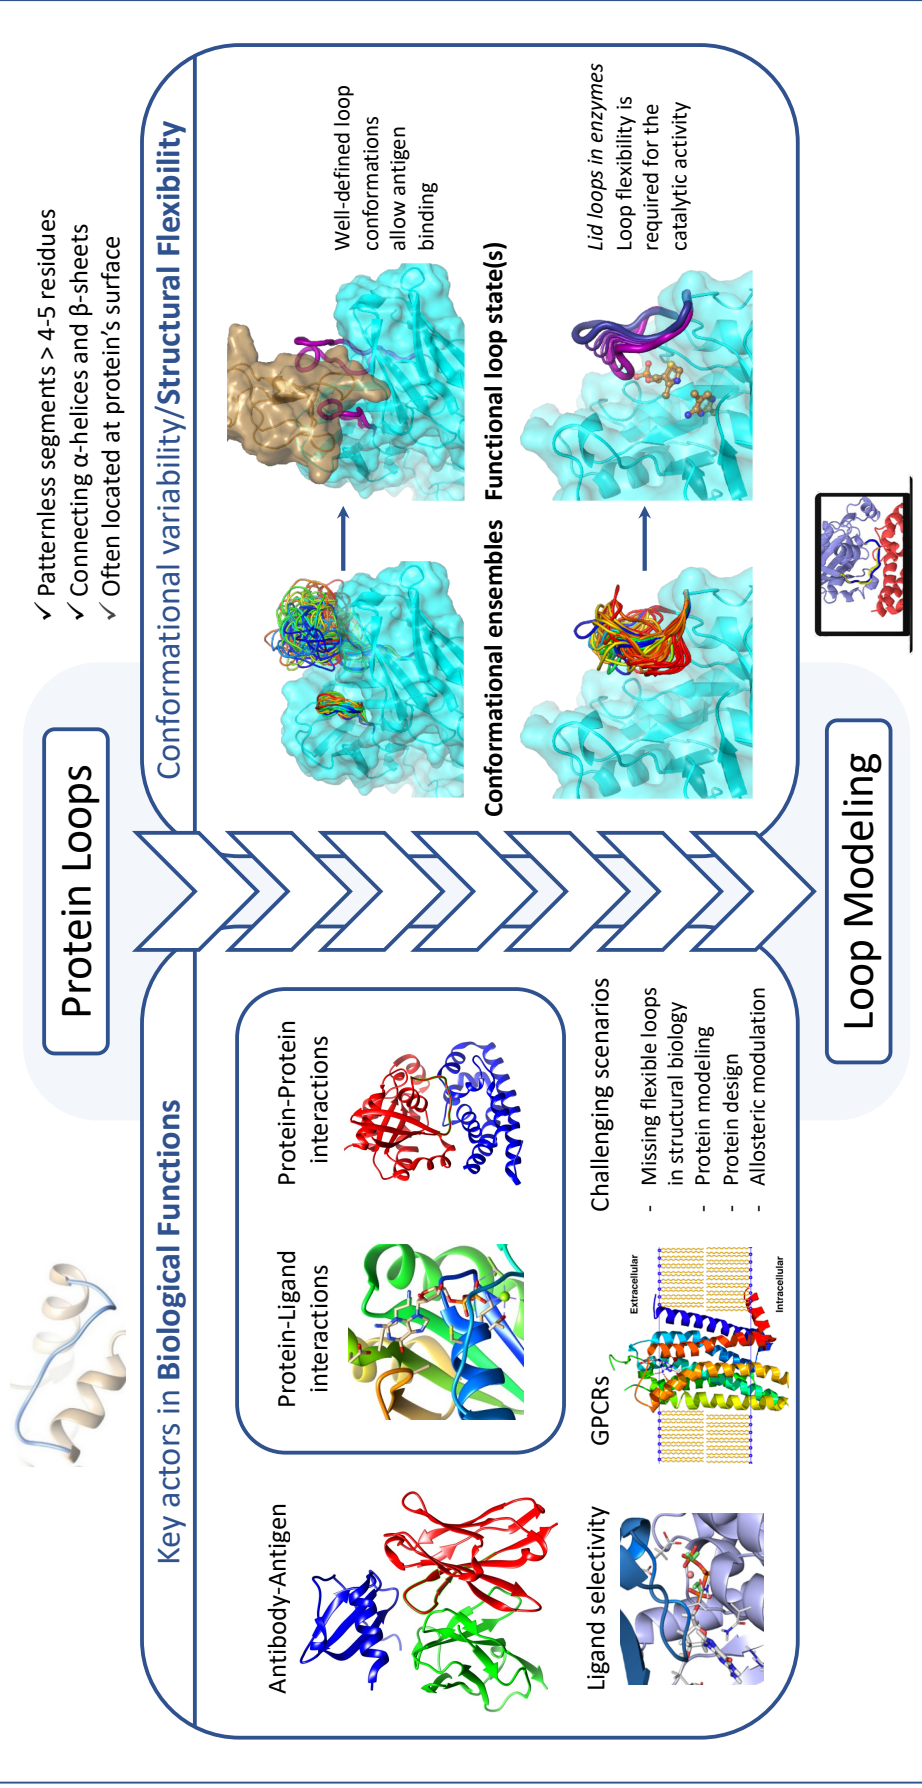 Protein Loops
✓ Patternless segments > 4-5 residues
✓ Connecting α-helices and β-sheets
✓ Often located at protein's surface
Key actors in Biological Functions
Antibody-Antigen
Protein-Ligand
interactions
Protein-Protein
interactions
Ligand selectivity
GPCRs
Extracellular
Intracellular
Challenging scenarios
- Missing flexible loops
in structural biology
- Protein modeling
- Protein design
- Allosteric modulation
Conformational variability/Structural Flexibility
Well-defined loop
conformations
allow antigen
binding
Conformational ensembles
Functional loop state(s)
Lid loops in enzymes
Loop flexibility is
required for the
catalytic activity
Loop Modeling